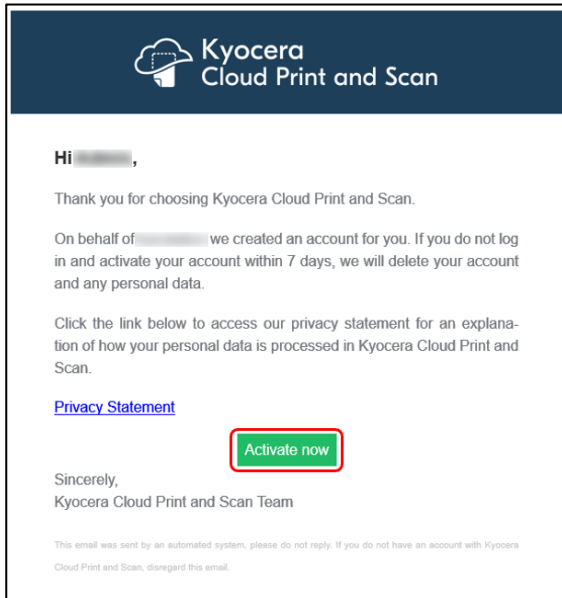 Kyocera
Cloud Print and Scan
Hi ,
Thank you for choosing Kyocera Cloud Print and Scan.
On behalf of we created an account for you. If you do not log
in and activate your account within 7 days, we will delete your account
and any personal data.
Click the link below to access our privacy statement for an explana-
tion of how your personal data is processed in Kyocera Cloud Print and
Scan.
Privacy Statement
Activate now
Sincerely,
Kyocera Cloud Print and Scan Team
This email was sent by an automated system, please do not reply. If you do not have an account with Kyocera
Cloud Print and Scan, disregard this email.